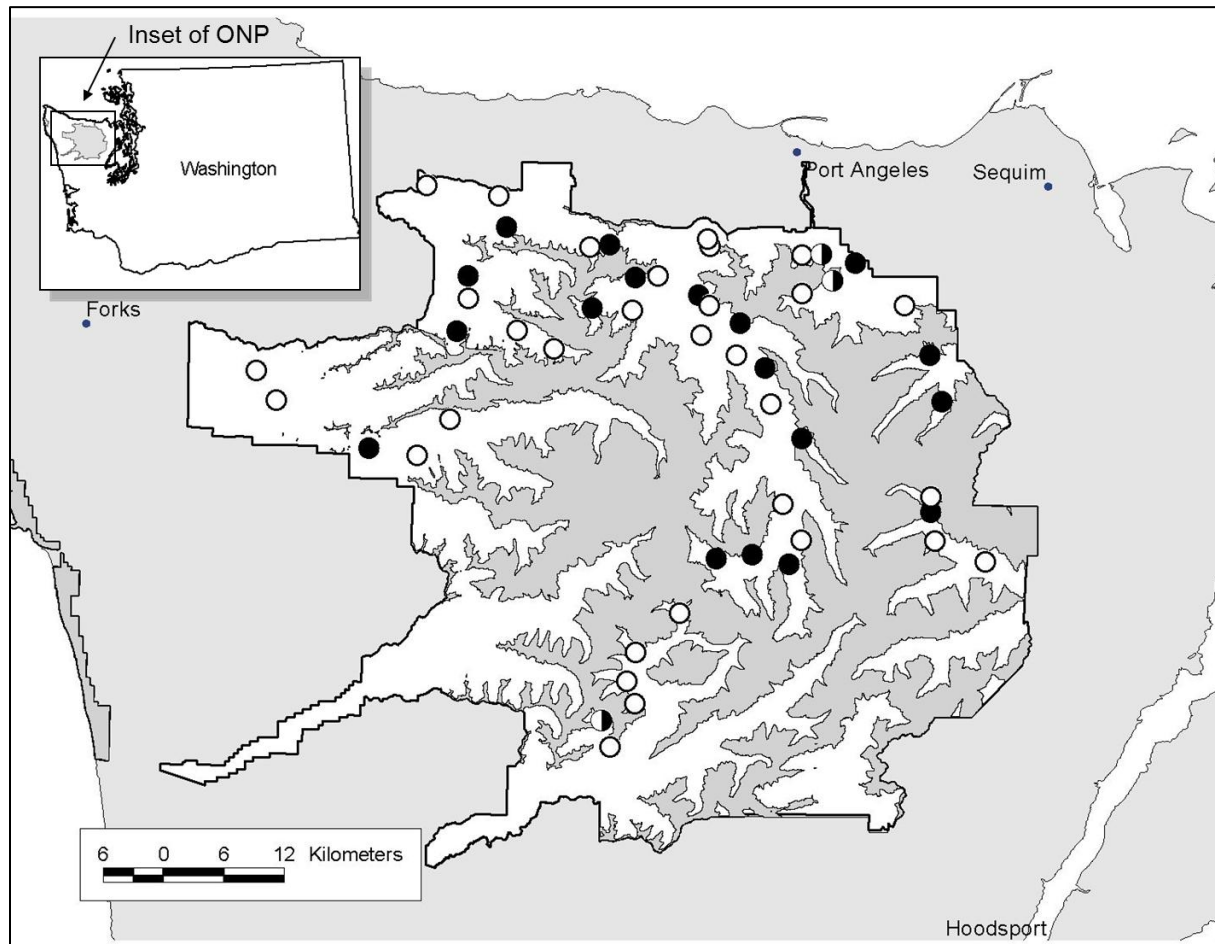 Inset of ONP
Washington
Port Angeles
Sequim
Forks
6 0 6 12 Kilometers
Hoodsport